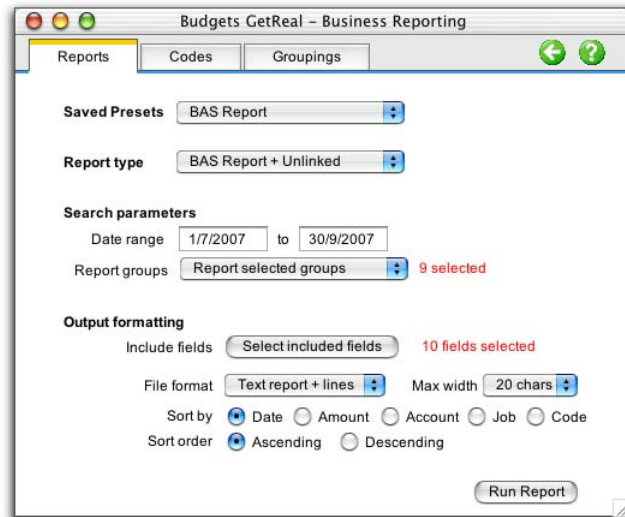 Budgets GetReal – Business Reporting
Reports Codes Groupings
?
Saved Presets BAS Report
Report type BAS Report + Unlinked
Search parameters
Date range 1/7/2007 to 30/9/2007
Report groups Report selected groups 9 selected
Output formatting
Include fields Select included fields 10 fields selected
File format Text report + lines Max width 20 chars
Sort by Date Amount Account Job Code
Sort order Ascending Descending
Run Report